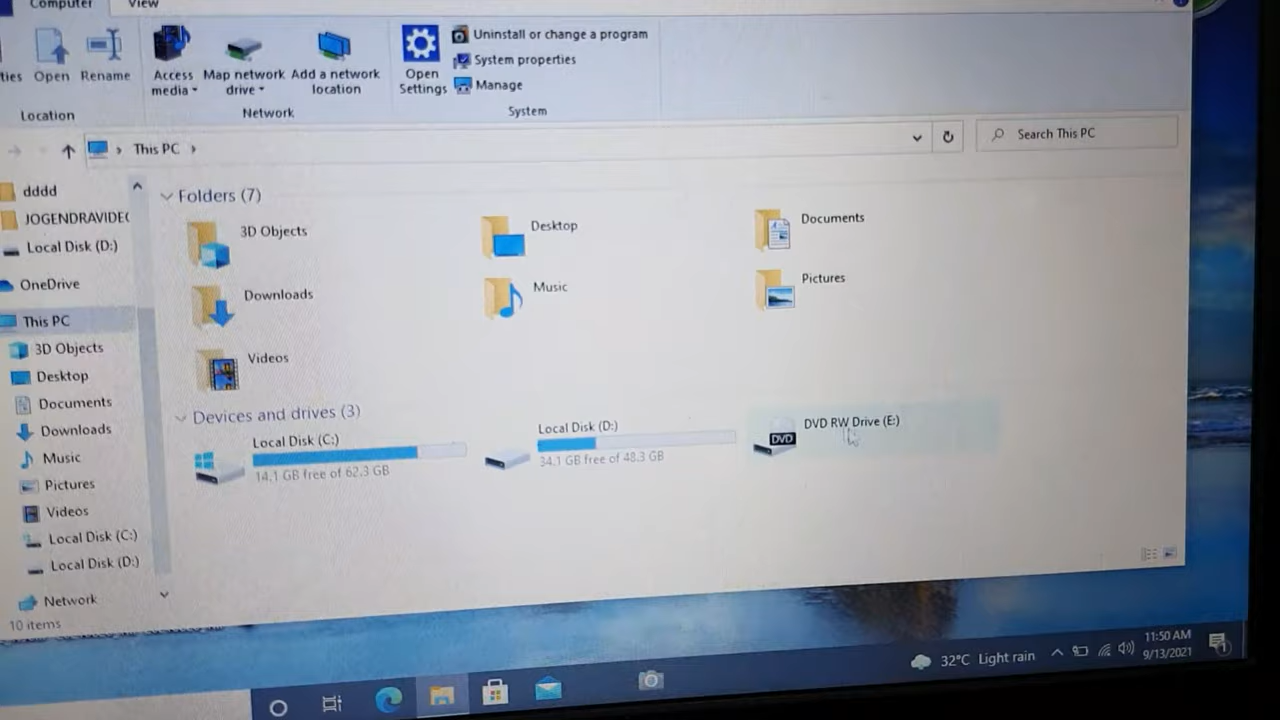 Computer
View
ties
Open
Rename
Location
Access
media
Map network
drive
Add a network
location
Network
Open
Settings
Uninstall or change a program
System properties
Manage
System
This PC
Search This PC
dddd
JOGENDRAVIDE
Local Disk (D:)
OneDrive
This PC
3D Objects
Desktop
Documents
Downloads
Music
Pictures
Videos
Local Disk (C:)
Local Disk (D:)
Network
10 items
Folders (7)
3D Objects
Desktop
Documents
Downloads
Music
Pictures
Videos
Devices and drives (3)
Local Disk (C:)
14.1 GB free of 62.3 GB
Local Disk (D:)
34.1 GB free of 48.3 GB
DVD
DVD RW Drive (E:)
32°C Light rain
11:50 AM
9/13/2021
1